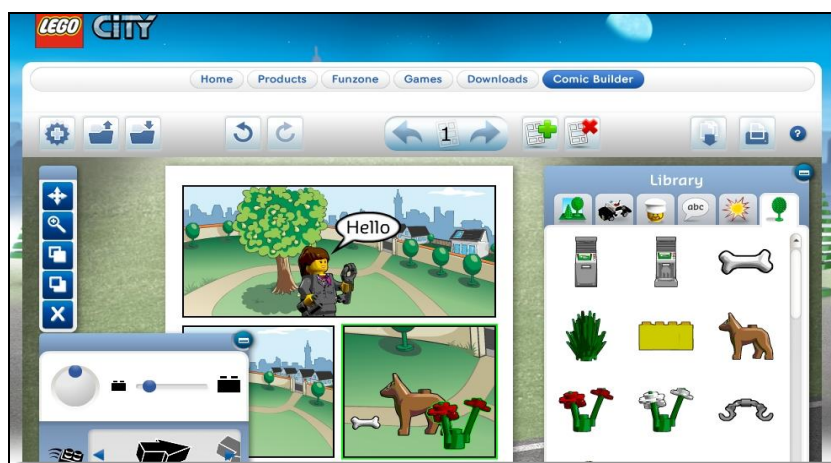 LEGO CITY
Home Products Funzone Games Downloads Comic Builder
1
?
Library
abc
Hello
X